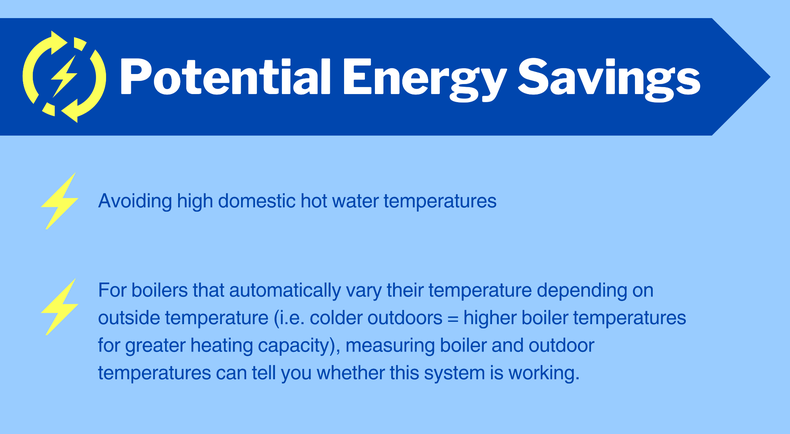 Potential Energy Savings
Avoiding high domestic hot water temperatures
For boilers that automatically vary their temperature depending on
outside temperature (i.e. colder outdoors = higher boiler temperatures
for greater heating capacity), measuring boiler and outdoor
temperatures can tell you whether this system is working.